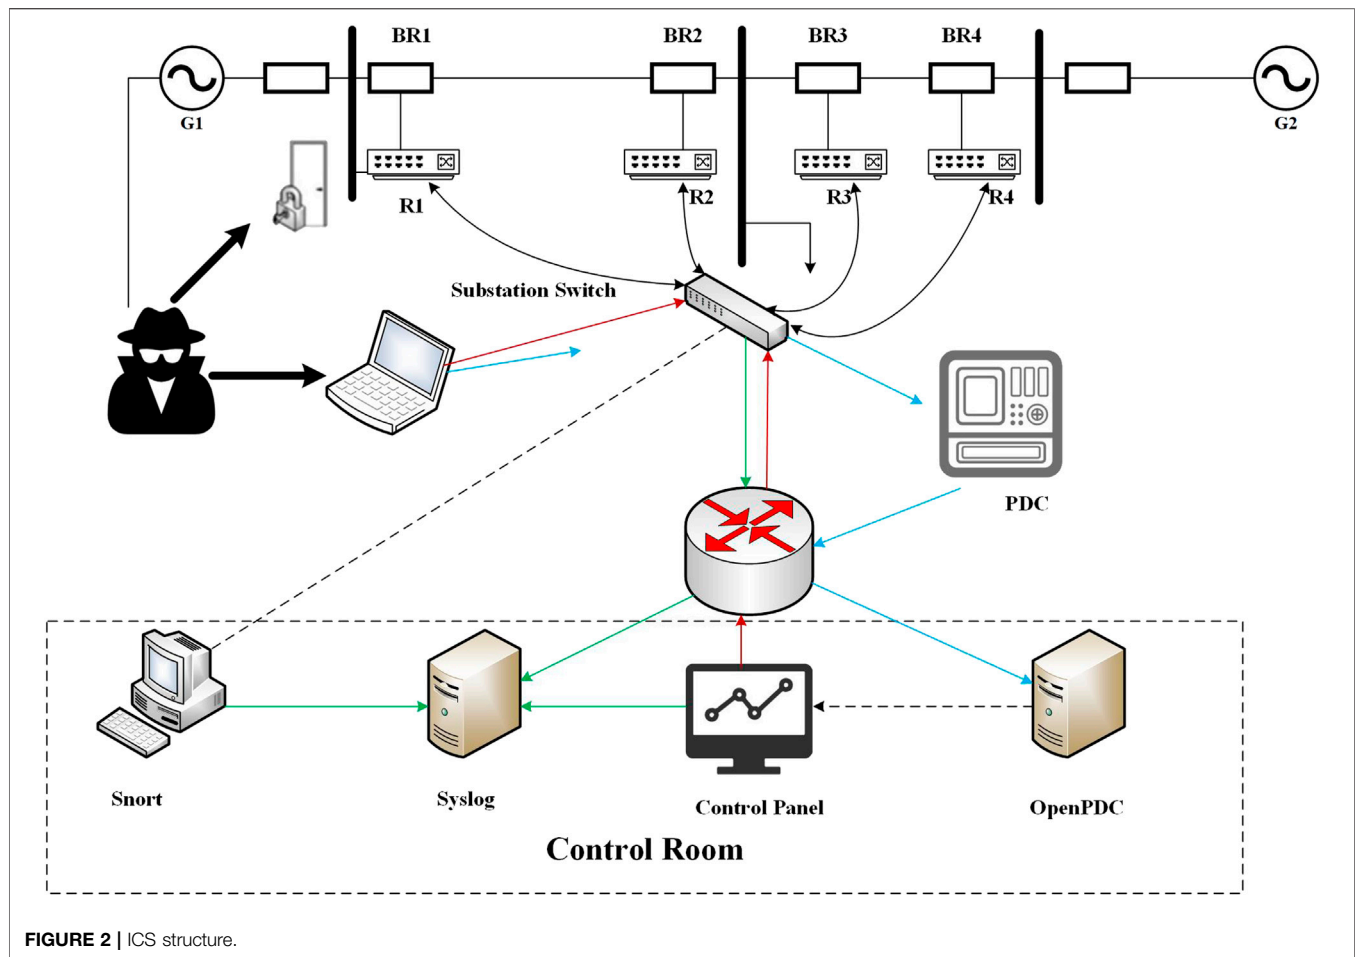 BR1
BR2
BR3
BR4
G1
G2
R1
R2
R3
R4
Substation Switch
PDC
Snort
Syslog
Control Panel
OpenPDC
Control Room
FIGURE 2 | ICS structure.